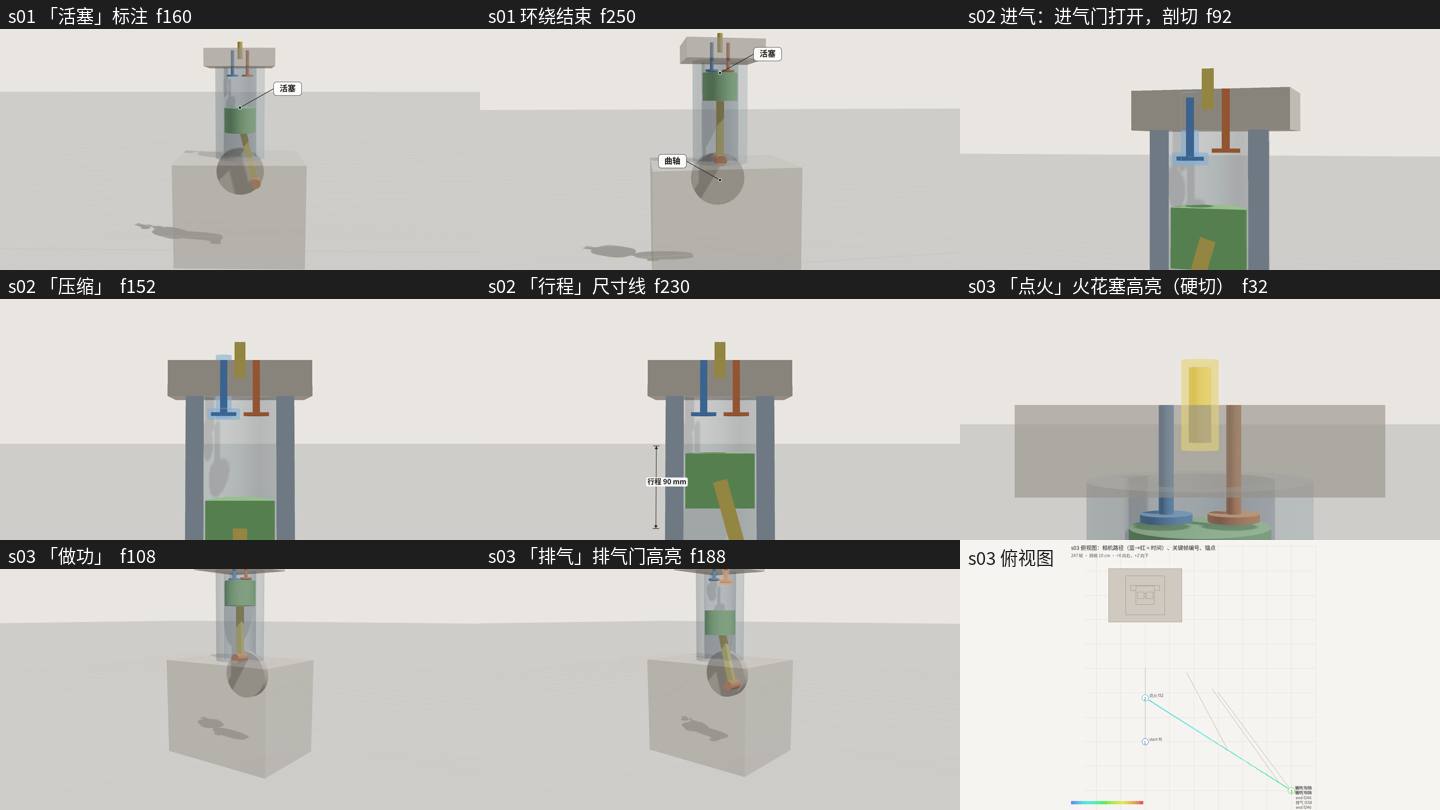 s01 「活塞」标注 f160
活塞
s01 环绕结束 f250
活塞
曲轴
s02 进气：进气门打开，剖切 f92
s02 「压缩」 f152
s02 「行程」尺寸线 f230
行程 90 mm
s03 「点火」火花塞高亮（硬切） f32
s03 「做功」 f108
s03 「排气」排气门高亮 f188
s03 俯视图
s03 俯视图：相机路径（蓝→红 = 时间）、关键帧编号、锚点